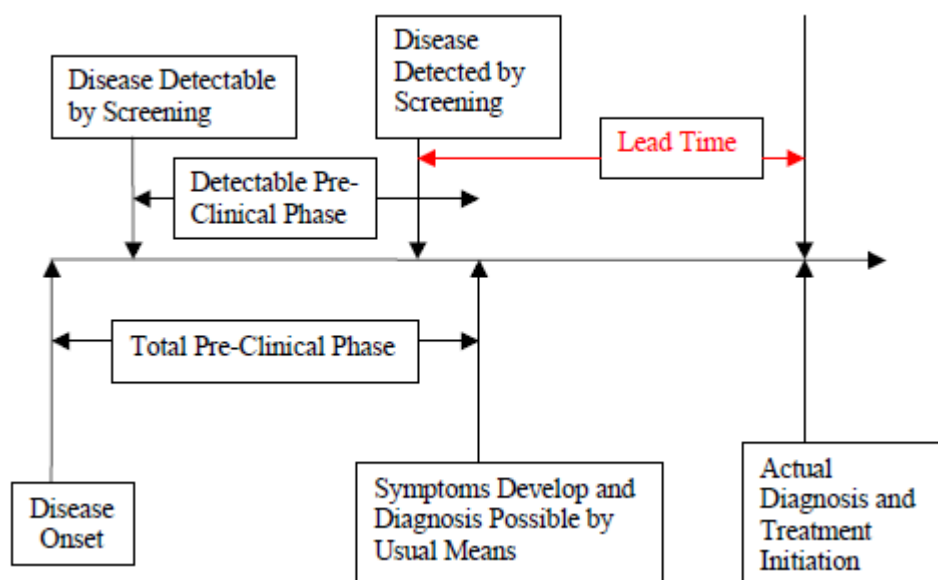 Disease Detectable
by Screening
Disease
Detected by
Screening
Lead Time
Detectable Pre-
Clinical Phase
Total Pre-Clinical Phase
Disease
Onset
Symptoms Develop and
Diagnosis Possible by
Usual Means
Actual
Diagnosis and
Treatment
Initiation